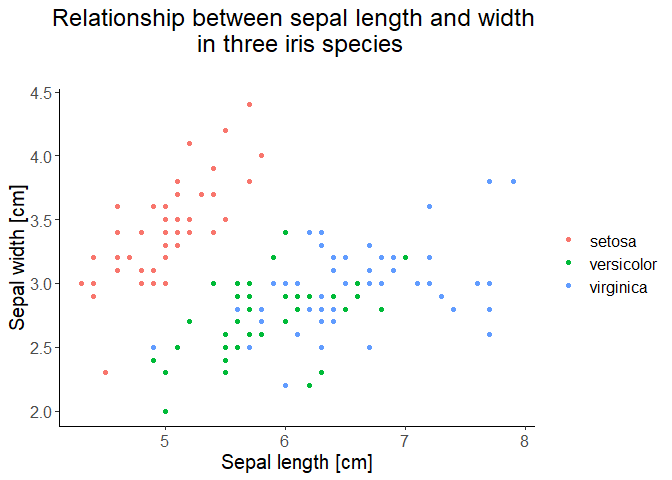 Relationship between sepal length and width
in three iris species
4.5
4.0
3.5
3.0
2.5
2.0
Sepal width [cm]
5 6 7 8
Sepal length [cm]
setosa
versicolor
virginica